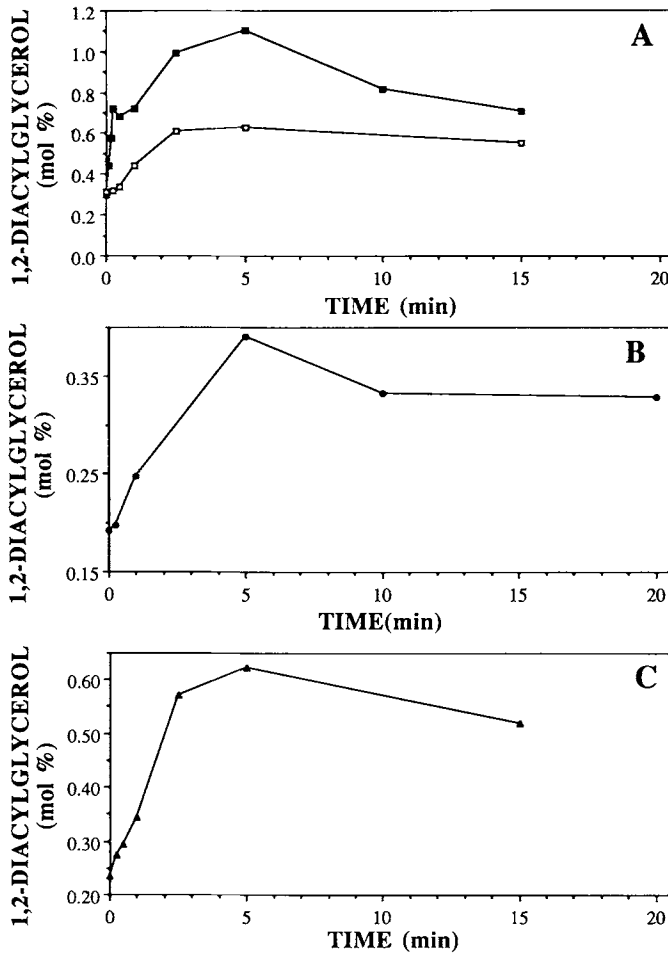 A
1,2-DIACYLGLYCEROL
(mol %)
1.2
1.0
0.8
0.6
0.4
0.2
0.0
0 5 10 15 20
TIME (min)
B
1,2-DIACYLGLYCEROL
(mol %)
0.35
0.25
0.15
0 5 10 15 20
TIME(min)
C
1,2-DIACYLGLYCEROL
(mol %)
0.60
0.50
0.40
0.30
0.20
0 5 10 15 20
TIME (min)